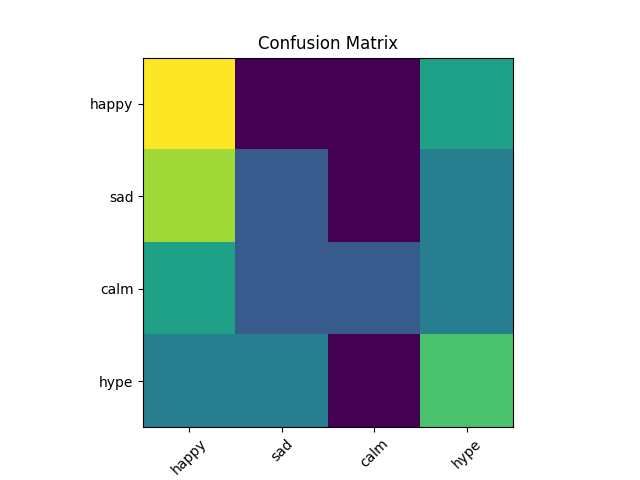 Confusion Matrix
happy
sad
calm
hype
happy sad calm hype